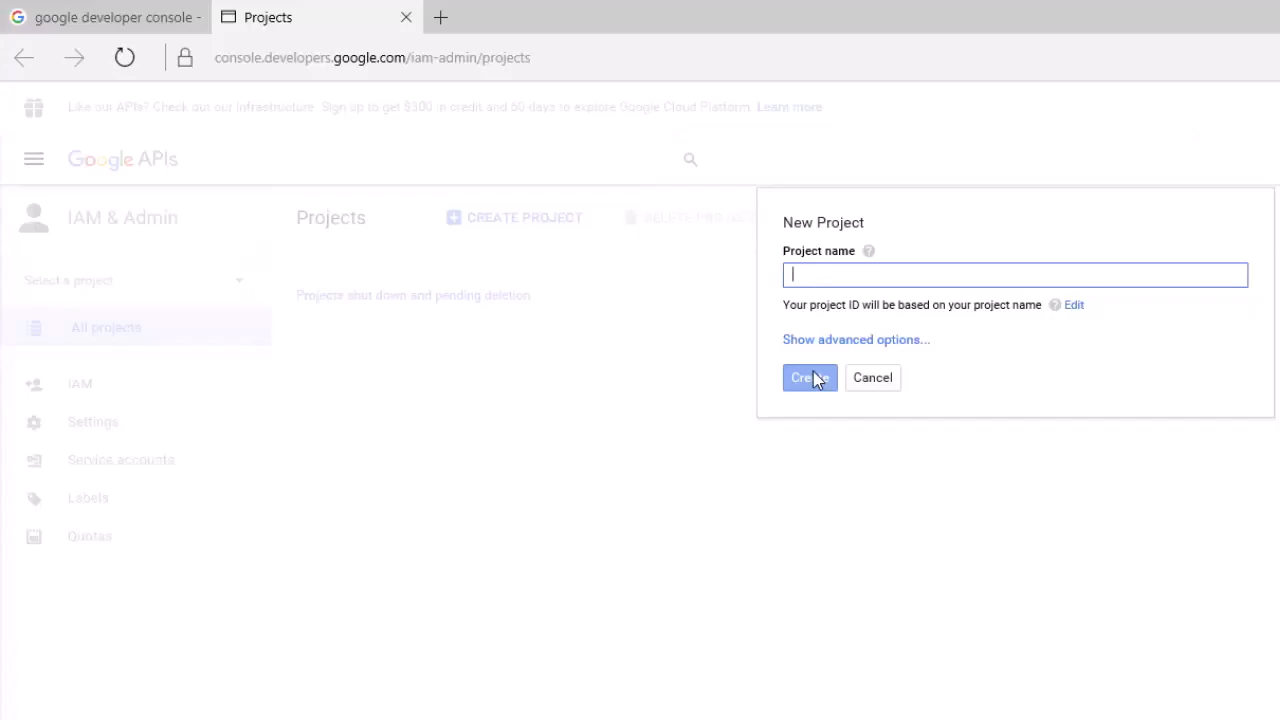 google developer console -
Projects
console.developers.google.com/iam-admin/projects
Like our APIs? Check out our Infrastructure. Sign up to get $300 in credit and 60 days to explore Google Cloud Platform. Learn more
Google APIs
IAM & Admin
Projects
CREATE PROJECT
Select a project
Projects shut down and pending deletion
All projects
IAM
Settings
Service accounts
Labels
Quotas
New Project
Project name
Your project ID will be based on your project name Edit
Show advanced options...
Create Cancel